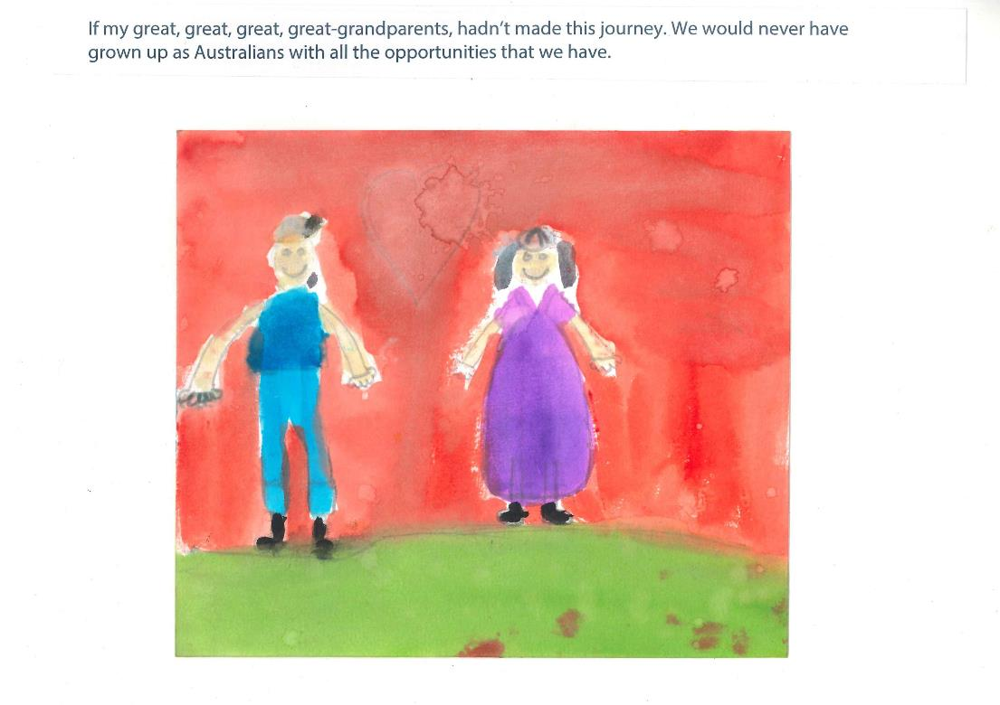 If my great, great, great, great-grandparents, hadn’t made this journey. We would never have
grown up as Australians with all the opportunities that we have.